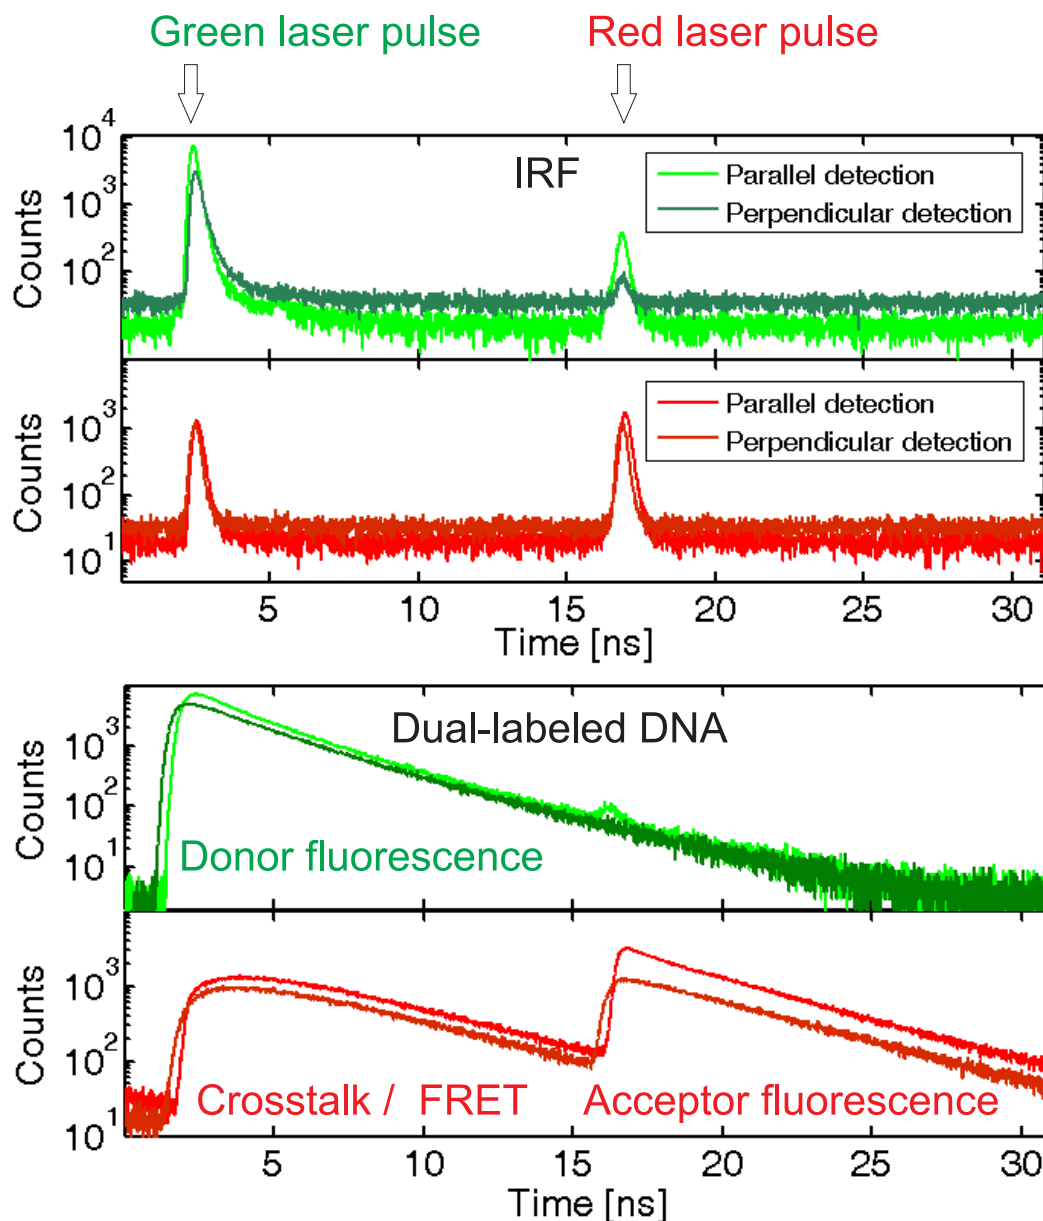 Green laser pulse Red laser pulse
10^4
10^3
10^2
Counts
IRF
Parallel detection
Perpendicular detection
10^3
10^2
10^1
Counts
Parallel detection
Perpendicular detection
5 10 15 20 25 30
Time [ns]
10^3
10^2
10^1
Counts
Dual-labeled DNA
Donor fluorescence
10^3
10^2
10^1
Counts
Crosstalk / FRET Acceptor fluorescence
5 10 15 20 25 30
Time [ns]